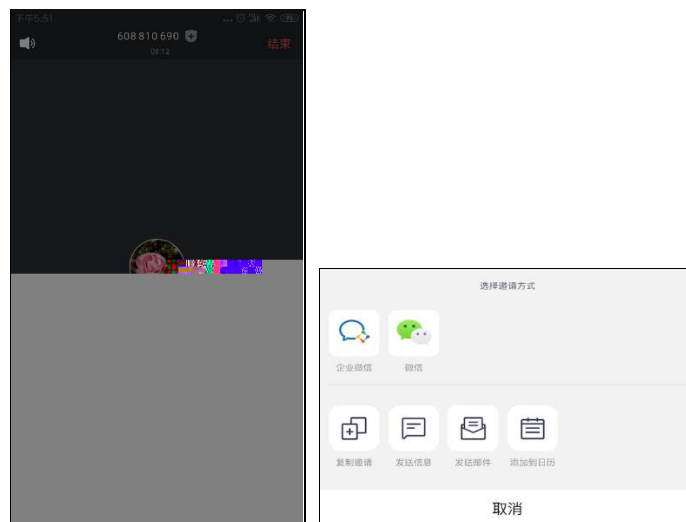 下午5:51
608 810 690
09:12
结束
选择邀请方式
企业微信
微信
复制邀请
发送信息
发送邮件
添加到日历
取消